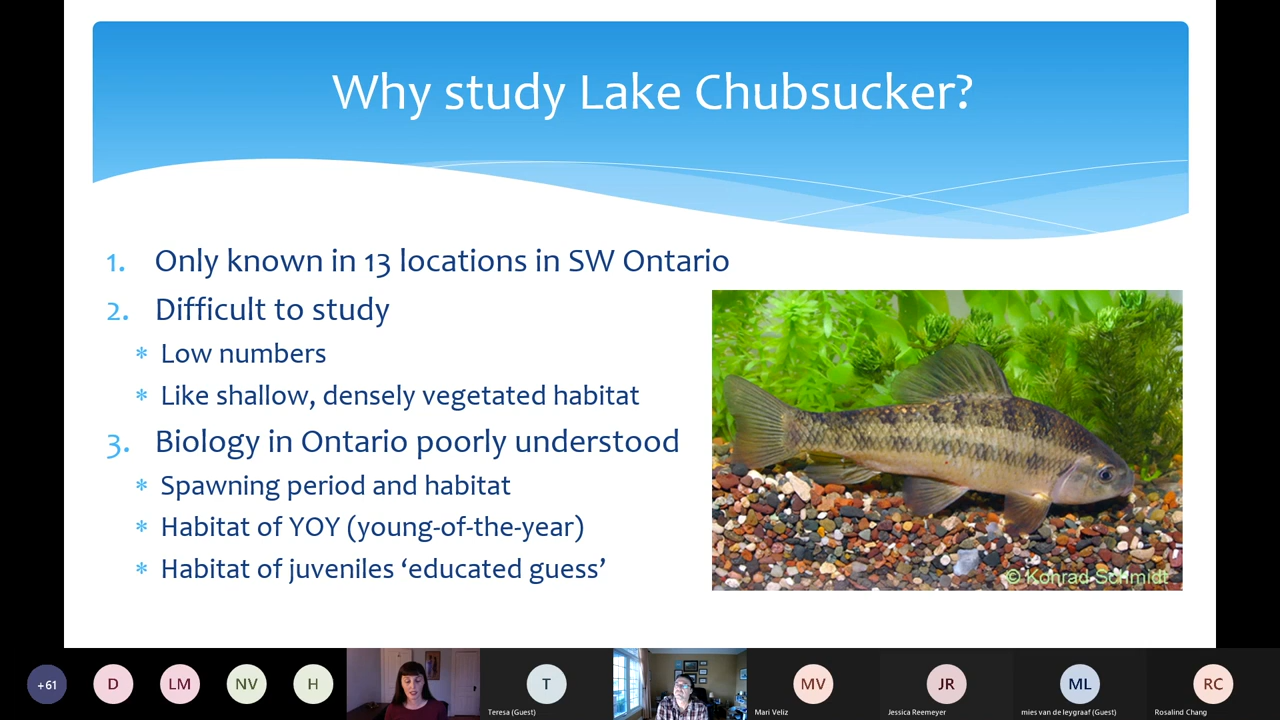 Why study Lake Chubsucker?
1. Only known in 13 locations in SW Ontario
2. Difficult to study
* Low numbers
* Like shallow, densely vegetated habitat
3. Biology in Ontario poorly understood
* Spawning period and habitat
* Habitat of YOY (young-of-the-year)
* Habitat of juveniles ‘educated guess’
© Konrad Schmidt
+61
D
LM
NV
H
T
Teresa (Guest)
MV
Mari Veliz
JR
Jessica Reemeyer
ML
mies van de leygraaf (Guest)
RC
Rosalind Chang